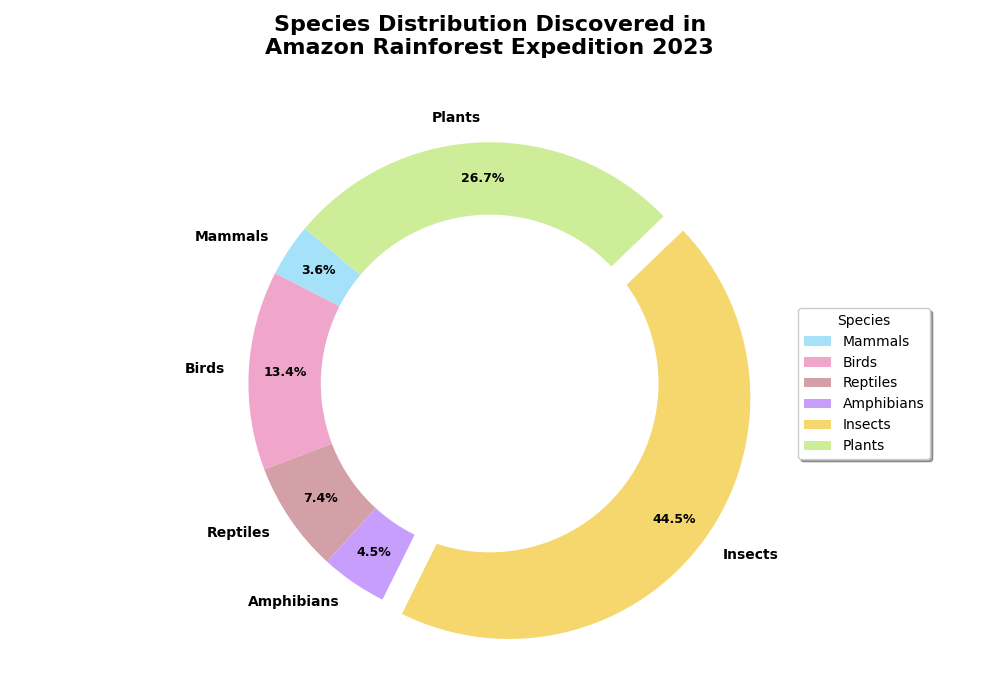 Species Distribution Discovered in
Amazon Rainforest Expedition 2023
Plants
26.7%
Mammals
3.6%
Birds
13.4%
Reptiles
7.4%
Amphibians
4.5%
Insects
44.5%
Species
Mammals
Birds
Reptiles
Amphibians
Insects
Plants